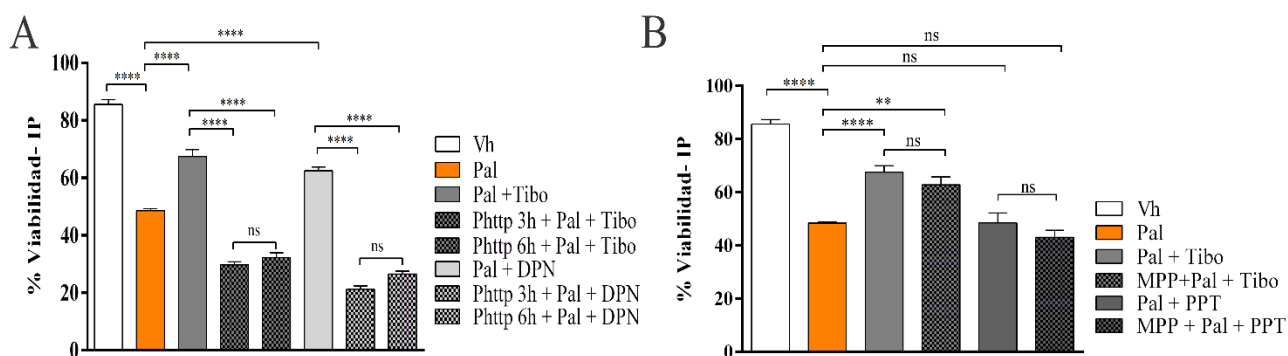 A
% Viabilidad- IP
100
80
60
40
20
0
****
****
****
****
****
ns
****
****
ns
Vh
Pal
Pal +Tibo
Phttp 3h + Pal + Tibo
Phttp 6h + Pal + Tibo
Pal + DPN
Phttp 3h + Pal + DPN
Phttp 6h + Pal + DPN
B
% Viabilidad- IP
100
80
60
40
20
0
ns
ns
****
**
****
ns
ns
Vh
Pal
Pal + Tibo
MPP+Pal + Tibo
Pal + PPT
MPP + Pal + PPT